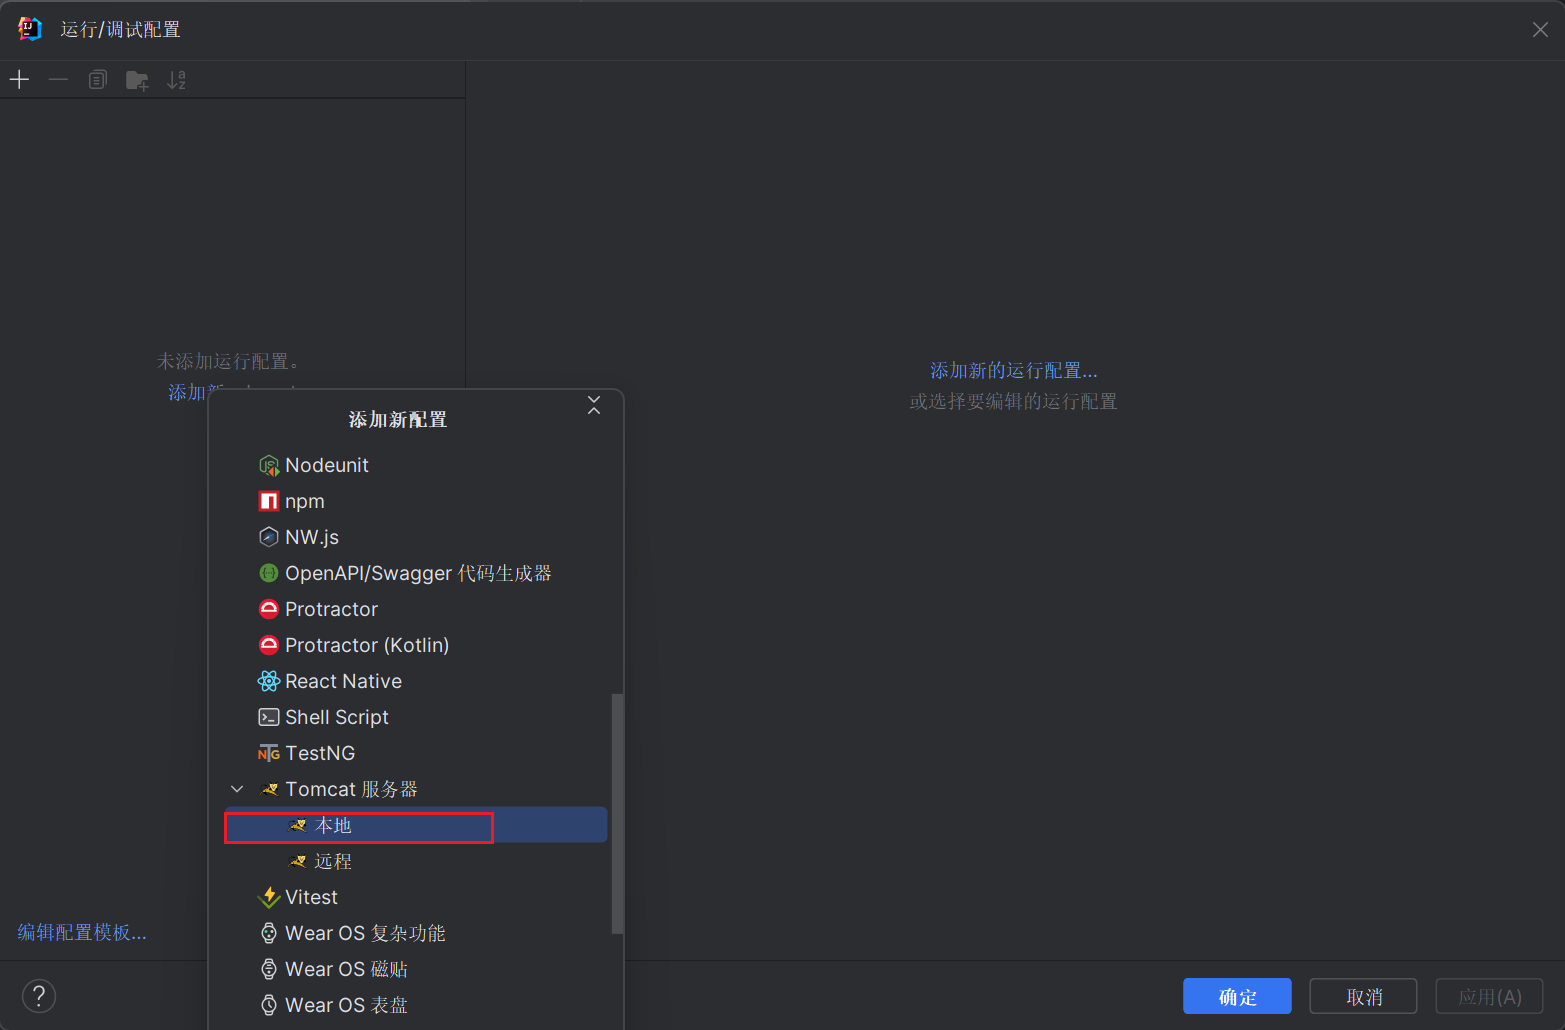 运行/调试配置
未添加运行配置。
添加新
添加新的运行配置...
或选择要编辑的运行配置
添加新配置
Nodeunit
npm
NW.js
OpenAPI/Swagger 代码生成器
Protractor
Protractor (Kotlin)
React Native
Shell Script
TestNG
Tomcat 服务器
本地
远程
Vitest
Wear OS 复杂功能
Wear OS 磁贴
Wear OS 表盘
编辑配置模板...
?
确定
取消
应用(A)